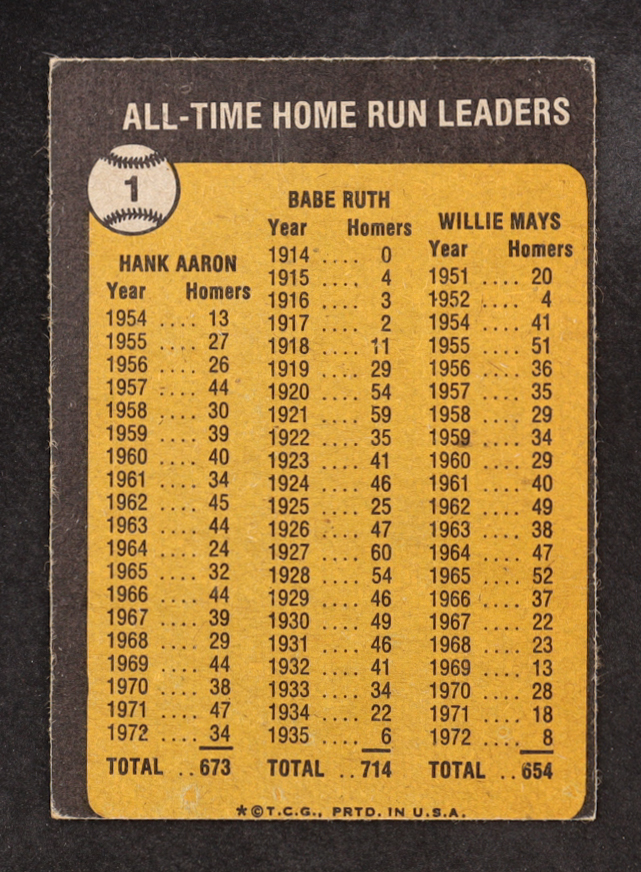 ALL-TIME HOME RUN LEADERS
1
HANK AARON
Year Homers
1954 .... 13
1955 .... 27
1956 .... 26
1957 .... 44
1958 .... 30
1959 .... 39
1960 .... 40
1961 .... 34
1962 .... 45
1963 .... 44
1964 .... 24
1965 .... 32
1966 .... 44
1967 .... 39
1968 .... 29
1969 .... 44
1970 .... 38
1971 .... 47
1972 .... 34
TOTAL .. 673
BABE RUTH
Year Homers
1914 .... 0
1915 .... 4
1916 .... 3
1917 .... 2
1918 .... 11
1919 .... 29
1920 .... 54
1921 .... 59
1922 .... 35
1923 .... 41
1924 .... 46
1925 .... 25
1926 .... 47
1927 .... 60
1928 .... 54
1929 .... 46
1930 .... 49
1931 .... 46
1932 .... 41
1933 .... 34
1934 .... 22
1935 .... 6
TOTAL .. 714
WILLIE MAYS
Year Homers
1951 .... 20
1952 .... 4
1954 .... 41
1955 .... 51
1956 .... 36
1957 .... 35
1958 .... 29
1959 .... 34
1960 .... 29
1961 .... 40
1962 .... 49
1963 .... 38
1964 .... 47
1965 .... 52
1966 .... 37
1967 .... 22
1968 .... 23
1969 .... 13
1970 .... 28
1971 .... 18
1972 .... 8
TOTAL .. 654
*©T.C.G., PRTD. IN U.S.A.